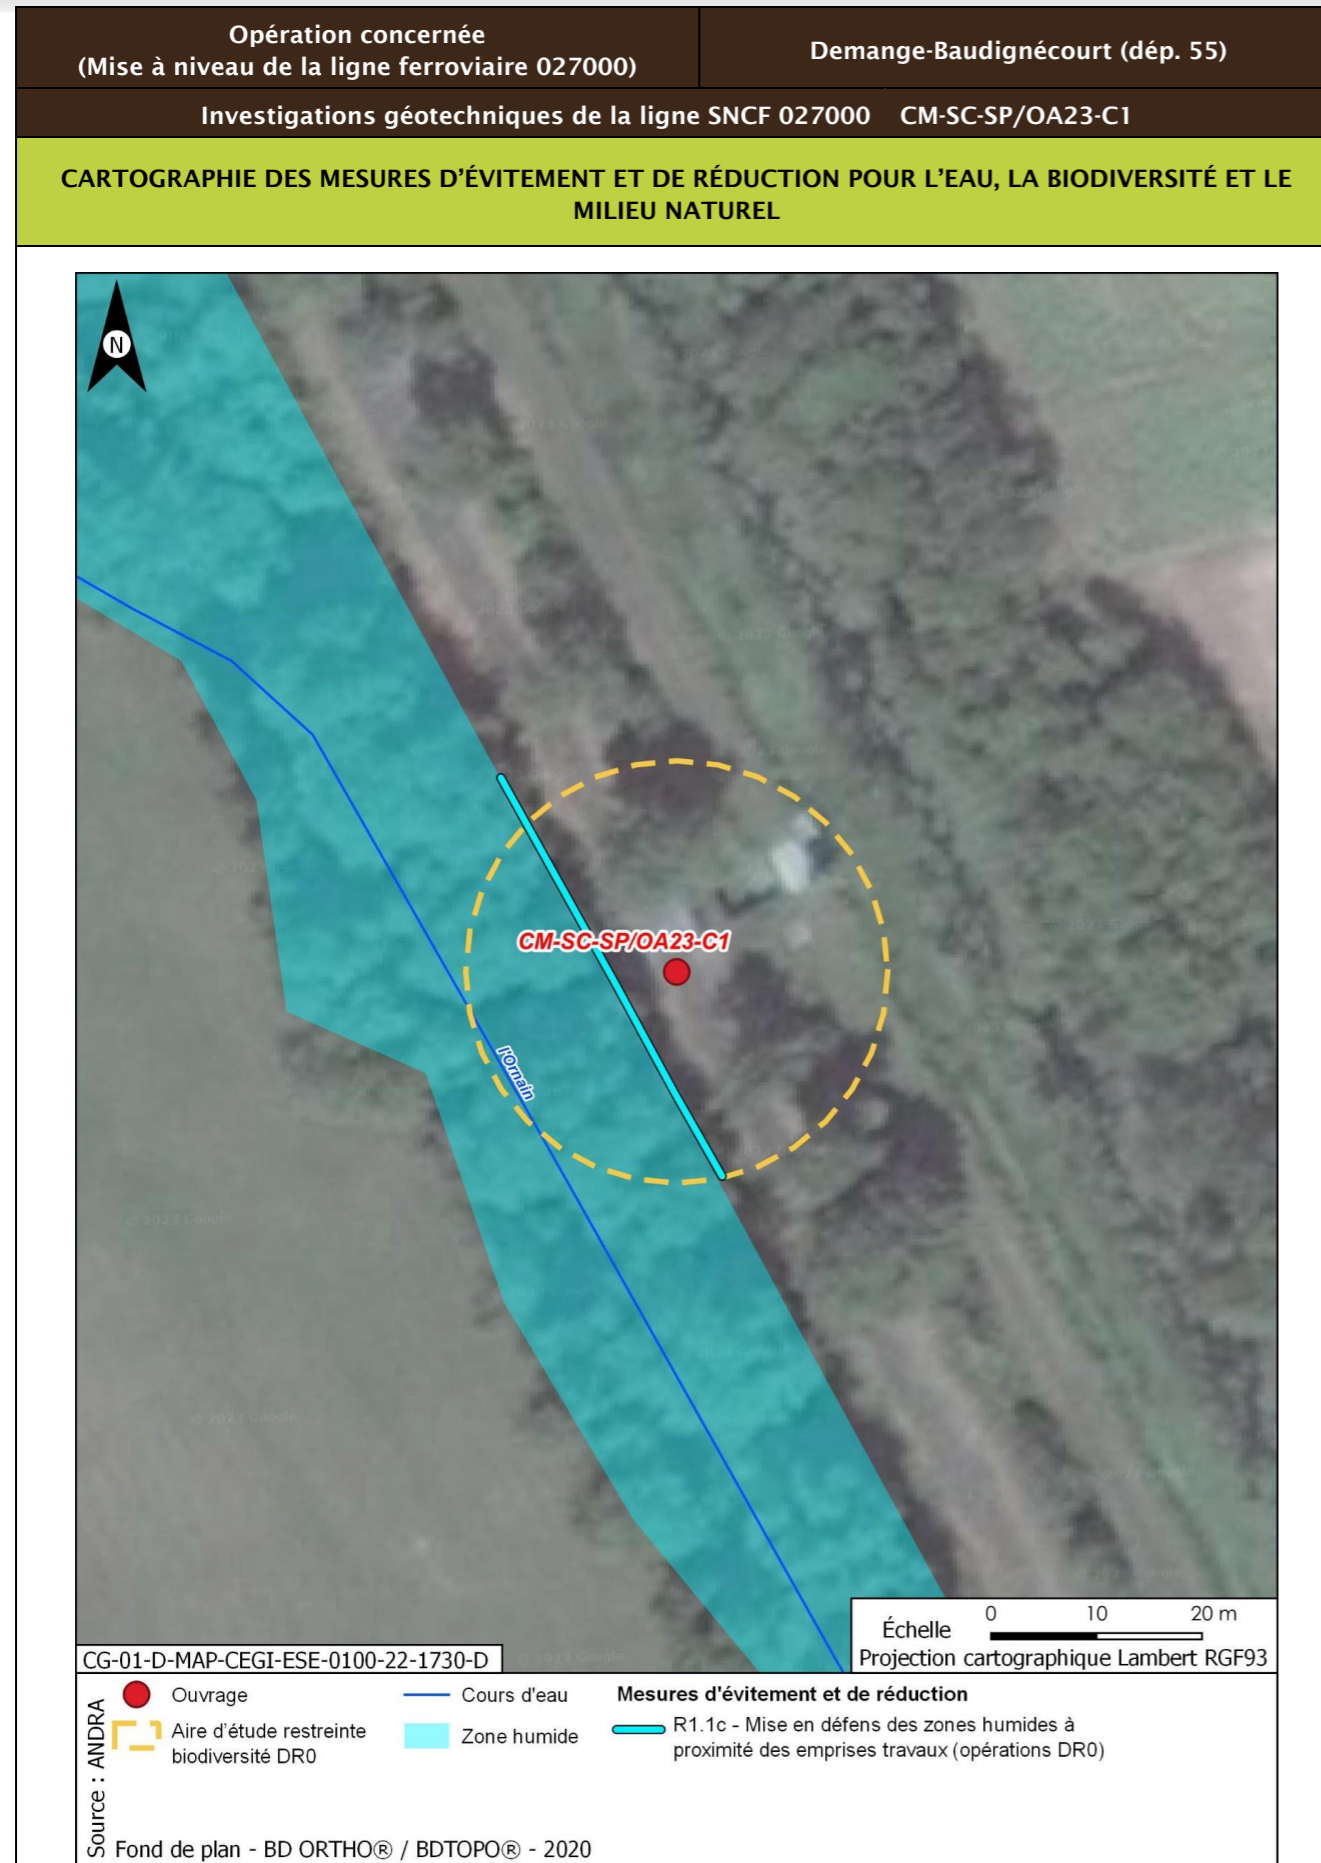 Opération concernée
(Mise à niveau de la ligne ferroviaire 027000)
Demange-Baudignécourt (dép. 55)
Investigations géotechniques de la ligne SNCF 027000 CM-SC-SP/OA23-C1
CARTOGRAPHIE DES MESURES D’ÉVITEMENT ET DE RÉDUCTION POUR L’EAU, LA BIODIVERSITÉ ET LE
MILIEU NATUREL
N
CM-SC-SP/OA23-C1
l'Ornain
Échelle
0 10 20 m
Projection cartographique Lambert RGF93
CG-01-D-MAP-CEGI-ESE-0100-22-1730-D
Source : ANDRA
Ouvrage
Aire d’étude restreinte
biodiversité DR0
Cours d'eau
Zone humide
Mesures d'évitement et de réduction
R1.1c - Mise en défens des zones humides à
proximité des emprises travaux (opérations DR0)
Fond de plan - BD ORTHO® / BDTOPO® - 2020